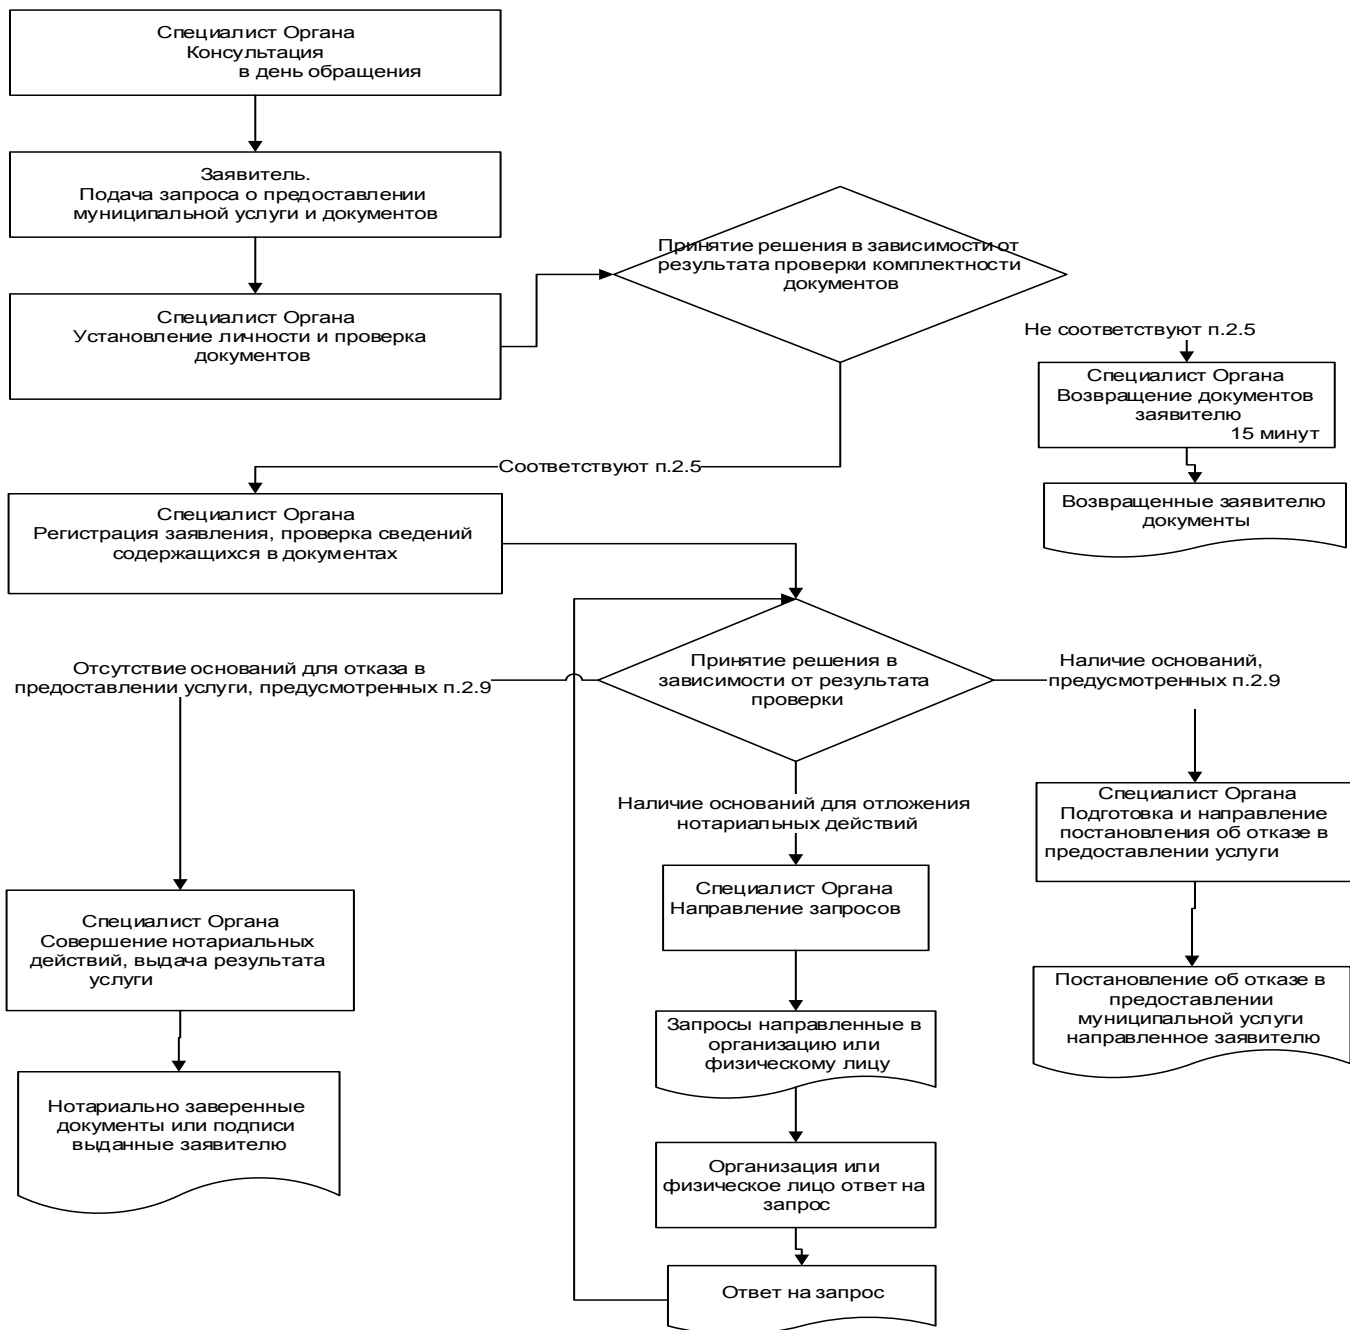 Специалист Органа
Консультация
в день обращения
Заявитель.
Подача запроса о предоставлении
муниципальной услуги и документов
Специалист Органа
Установление личности и проверка
документов
Принятие решения в зависимости от
результата проверки комплектности
документов
Не соответствуют п.2.5
Специалист Органа
Возвращение документов
заявителю
15 минут
Возвращенные заявителю
документы
Соответствуют п.2.5
Специалист Органа
Регистрация заявления, проверка сведений
содержащихся в документах
Принятие решения в
зависимости от результата
проверки
Отсутствие оснований для отказа в
предоставлении услуги, предусмотренных п.2.9
Наличие оснований,
предусмотренных п.2.9
Наличие оснований для отложения
нотариальных действий
Специалист Органа
Подготовка и направление
постановления об отказе в
предоставлении услуги
Специалист Органа
Направление запросов
Специалист Органа
Совершение нотариальных
действий, выдача результата
услуги
Постановление об отказе в
предоставлении
муниципальной услуги
направленное заявителю
Запросы направленные в
организацию или
физическому лицу
Нотариально заверенные
документы или подписи
выданные заявителю
Организация или
физическое лицо ответ на
запрос
Ответ на запрос